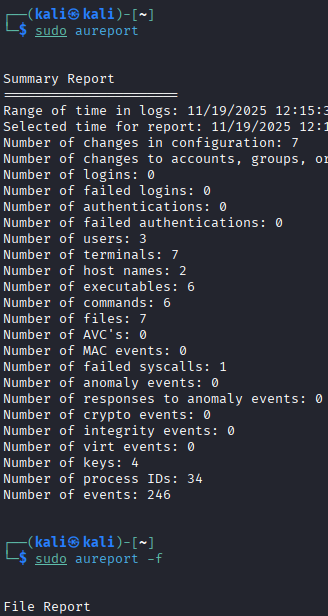 ┌──(kali㉿kali)-[~]
└─$ sudo aureport
Summary Report
======================
Range of time in logs: 11/19/2025 12:15:3
Selected time for report: 11/19/2025 12:1
Number of changes in configuration: 7
Number of changes to accounts, groups, or
Number of logins: 0
Number of failed logins: 0
Number of authentications: 0
Number of failed authentications: 0
Number of users: 3
Number of terminals: 7
Number of host names: 2
Number of executables: 6
Number of commands: 6
Number of files: 7
Number of AVC's: 0
Number of MAC events: 0
Number of failed syscalls: 1
Number of anomaly events: 0
Number of responses to anomaly events: 0
Number of crypto events: 0
Number of integrity events: 0
Number of virt events: 0
Number of keys: 4
Number of process IDs: 34
Number of events: 246
┌──(kali㉿kali)-[~]
└─$ sudo aureport -f
File Report